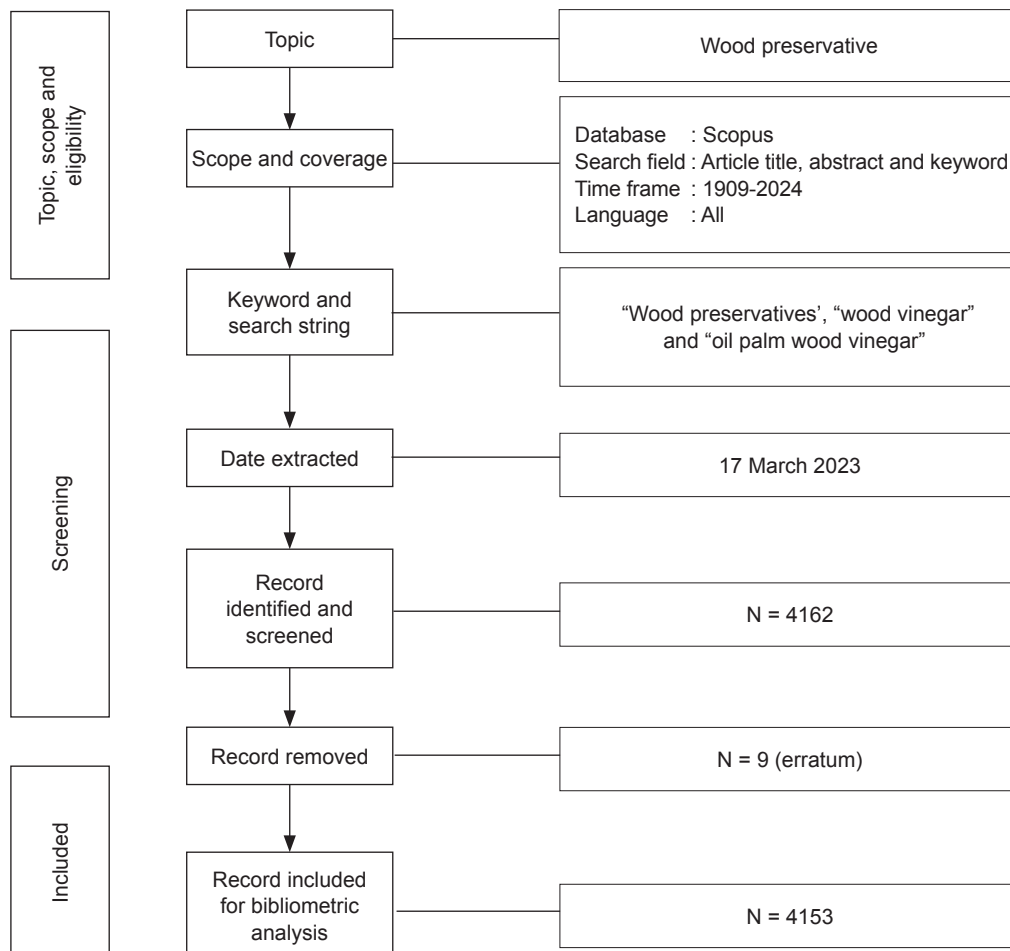 Topic, scope and
eligibility
Topic
Wood preservative
Scope and coverage
Database : Scopus
Search field : Article title, abstract and keyword
Time frame : 1909-2024
Language : All
Screening
Keyword and
search string
“Wood preservatives’, “wood vinegar”
and “oil palm wood vinegar”
Date extracted
17 March 2023
Record
identified and
screened
N = 4162
Record removed
N = 9 (erratum)
Included
Record included
for bibliometric
analysis
N = 4153